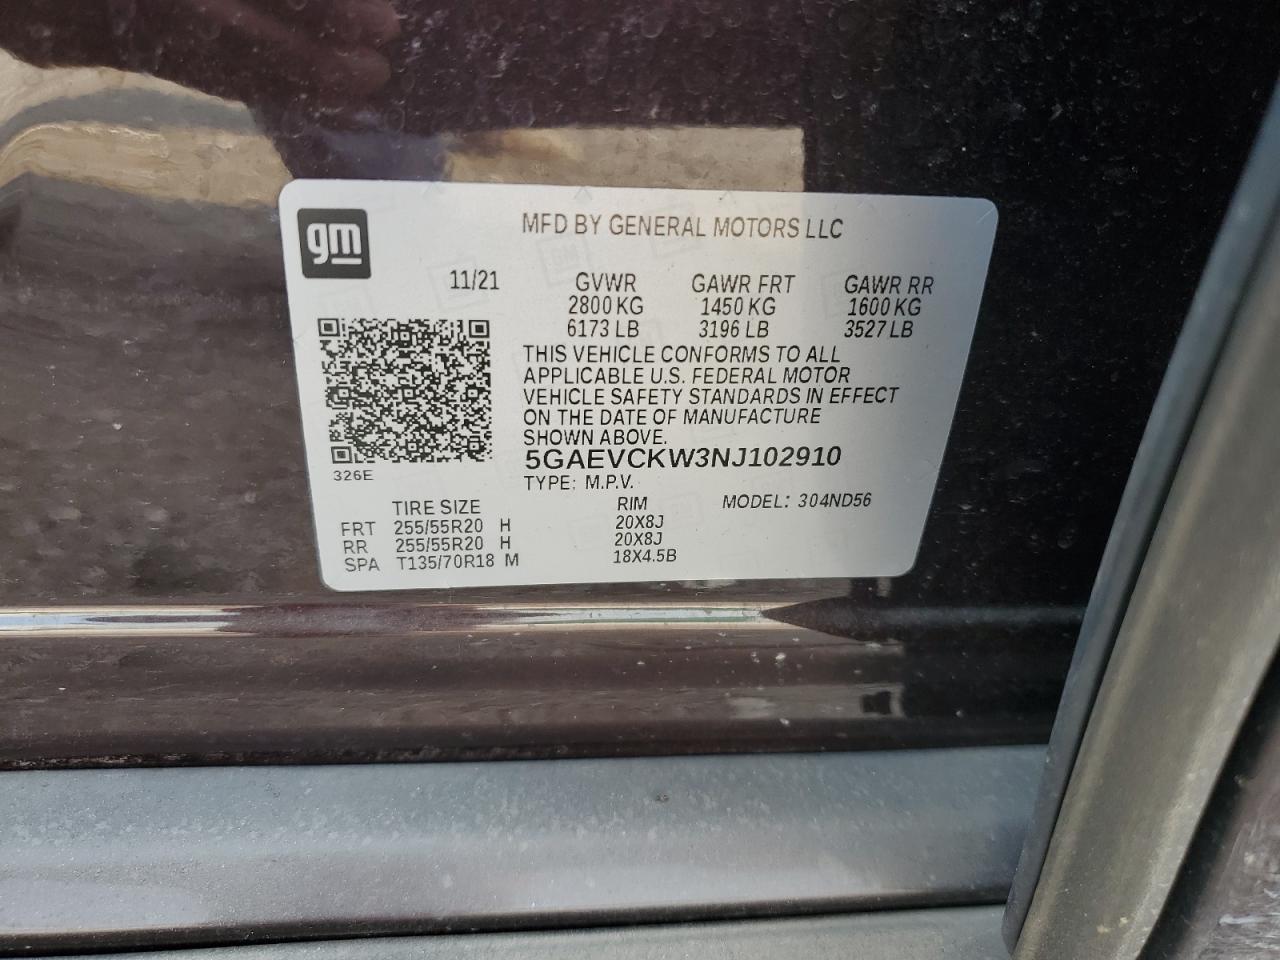 gm
MFD BY GENERAL MOTORS LLC
11/21 GVWR GAWR FRT GAWR RR
2800 KG 1450 KG 1600 KG
6173 LB 3196 LB 3527 LB
THIS VEHICLE CONFORMS TO ALL
APPLICABLE U.S. FEDERAL MOTOR
VEHICLE SAFETY STANDARDS IN EFFECT
ON THE DATE OF MANUFACTURE
SHOWN ABOVE.
5GAEVCKW3NJ102910
326E
TYPE: M.P.V.
TIRE SIZE RIM MODEL: 304ND56
FRT 255/55R20 H 20X8J
RR 255/55R20 H 20X8J
SPA T135/70R18 M 18X4.5B